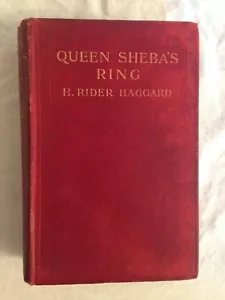 QUEEN SHEBA'S
RING
H. RIDER HAGGARD